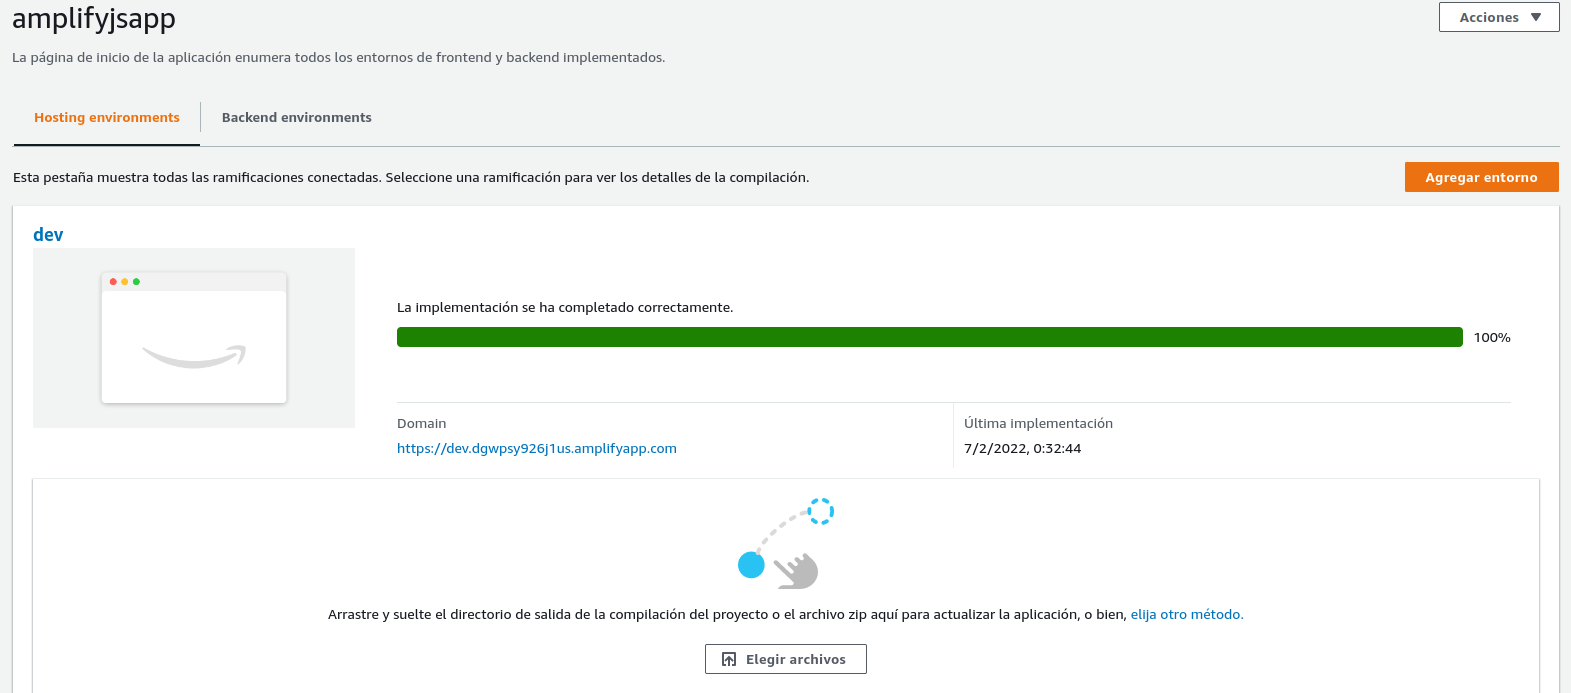 amplifyjsapp
Acciones
La página de inicio de la aplicación enumera todos los entornos de frontend y backend implementados.
Hosting environments
Backend environments
Esta pestaña muestra todas las ramificaciones conectadas. Seleccione una ramificación para ver los detalles de la compilación.
Agregar entorno
dev
La implementación se ha completado correctamente.
100%
Domain
https://dev.dgwpsy926j1us.amplifyapp.com
Última implementación
7/2/2022, 0:32:44
Arrastre y suelte el directorio de salida de la compilación del proyecto o el archivo zip aquí para actualizar la aplicación, o bien, elija otro método.
Elegir archivos